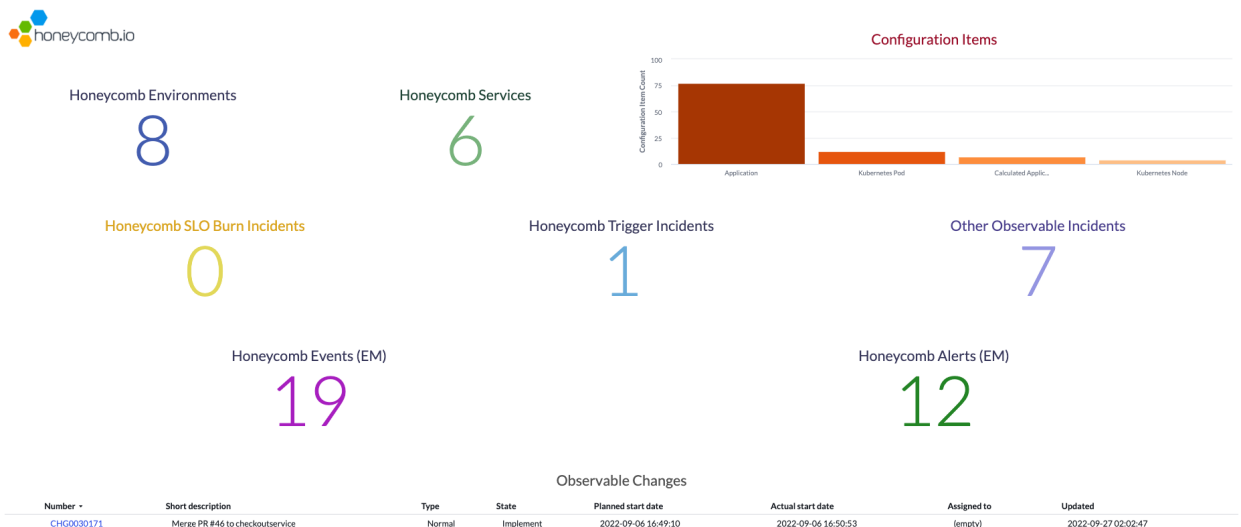 honeycomb.io
Configuration Items
Honeycomb Environments
8
Honeycomb Services
6
Configuration Item Count
100
75
50
25
0
Application
Kubernetes Pod
Calculated Applic...
Kubernetes Node
Honeycomb SLO Burn Incidents
0
Honeycomb Trigger Incidents
1
Other Observable Incidents
7
Honeycomb Events (EM)
19
Honeycomb Alerts (EM)
12
Observable Changes
Number Short description Type State Planned start date Actual start date Assigned to Updated
CHG0030171 Merge PR #46 to checkoutservice Normal Implement 2022-09-06 16:49:10 2022-09-06 16:50:53 (empty) 2022-09-27 02:02:47